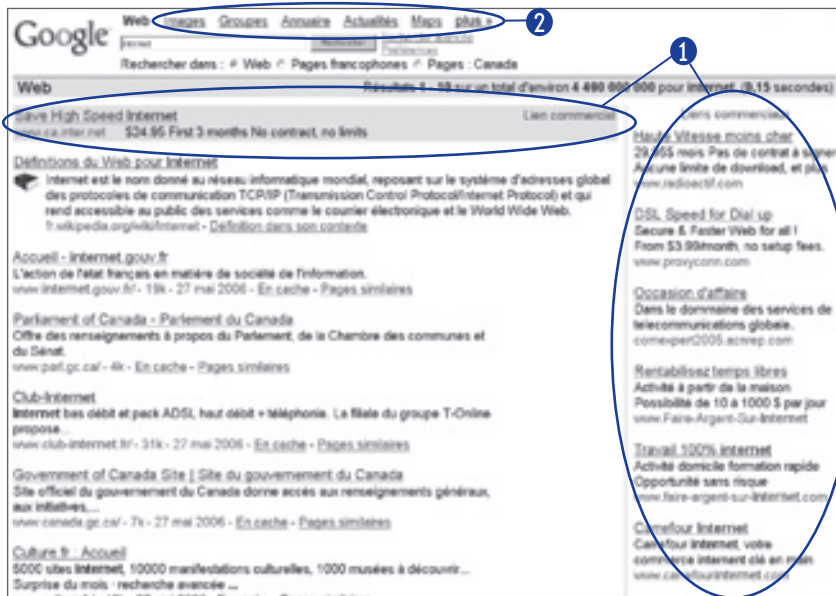 Google
Web Images Groupes Annuaire Actualités Maps plus »
2
internet Rechercher Recherche avancée
Préférences
Rechercher dans : Web Pages francophones Pages : Canada
1
Web Résultats 1 - 10 sur un total d'environ 4 490 000 000 pour internet (0,15 secondes)
Save High Speed Internet Lien commercial
www.ca.inter.net $24.95 First 3 months No contract, no limits
Définitions du Web pour Internet
Internet est le nom donné au réseau informatique mondial, reposant sur le système d'adresses global
des protocoles de communication TCP/IP (Transmission Control Protocol/Internet Protocol) et qui
rend accessible au public des services comme le courrier électronique et le World Wide Web.
fr.wikipedia.org/wiki/Internet - Définition dans son contexte
Accueil - internet.gouv.fr
L'action de l'état français en matière de société de l'information.
www.internet.gouv.fr/ - 19k - 27 mai 2006 - En cache - Pages similaires
Parliament of Canada - Parlement du Canada
Offre des renseignements à propos du Parlement, de la Chambre des communes et
du Sénat.
www.parl.gc.ca/ - 4k - En cache - Pages similaires
Club-Internet
Internet bas débit et pack ADSL haut débit + téléphonie. La filiale du groupe T-Online
propose...
www.club-internet.fr/ - 31k - 27 mai 2006 - En cache - Pages similaires
Government of Canada Site | Site du gouvernement du Canada
Site officiel du gouvernement du Canada donne accès aux renseignements généraux,
aux initiatives,...
www.canada.gc.ca/ - 7k - 27 mai 2006 - En cache - Pages similaires
Culture.fr : Accueil
5000 sites Internet, 10000 manifestations culturelles, 1000 musées à découvrir...
Surprise du mois · recherche avancée ...
Liens commerciaux
Haute Vitesse moins cher
29,95$ mois Pas de contrat à signer
Aucune limite de download, et plus
www.radioactif.com
DSL Speed for Dial up
Secure & Faster Web for all !
From $3.99/month, no setup fees.
www.proxyconn.com
Occasion d'affaire
Dans le dommaine des services de
telecommunications globale.
comexpert2005.acnrep.com
Rentabilisez temps libres
Activité à partir de la maison
Possibilité de 10 à 1000 $ par jour
www.Faire-Argent-Sur-Internet
Travail 100% internet
Activité domicile formation rapide
Opportunité sans risque
www.faire-argent-sur-internet.com
Carrefour Internet
Carrefour Internet, votre
commerce internent clé en main
www.carrefourinternet.com